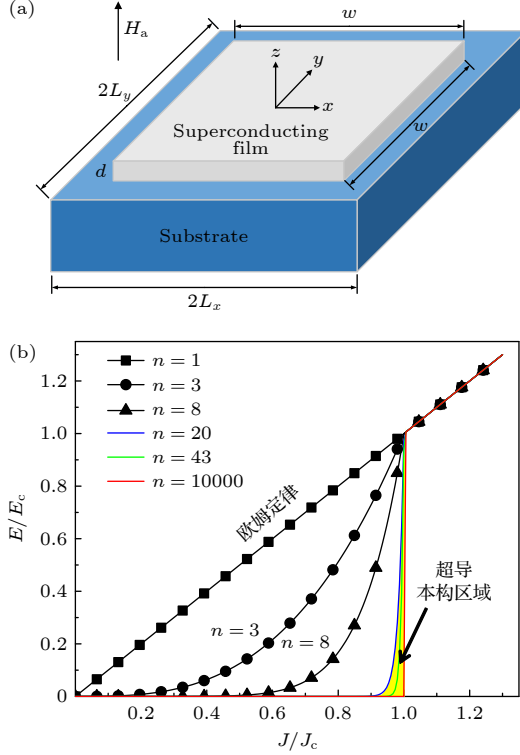 (a)
H_a
w
2L_y
z
y
x
w
Superconducting
film
d
Substrate
2L_x
(b)
n = 1
n = 3
n = 8
n = 20
n = 43
n = 10000
欧姆定律
n = 3
n = 8
超导
本构区域
E/E_c
1.2
1.0
0.8
0.6
0.4
0.2
0
0.2
0.4
0.6
0.8
1.0
1.2
J/J_c